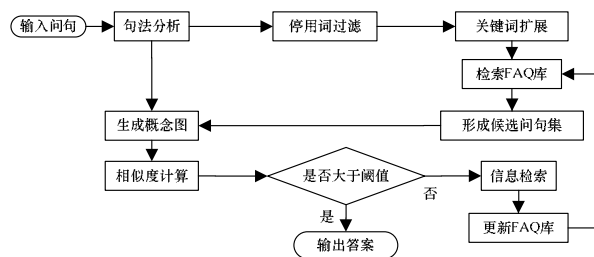 输入问句
句法分析
停用词过滤
关键词扩展
检索FAQ库
生成概念图
形成候选问句集
相似度计算
是否大于阈值
否
信息检索
是
更新FAQ库
输出答案